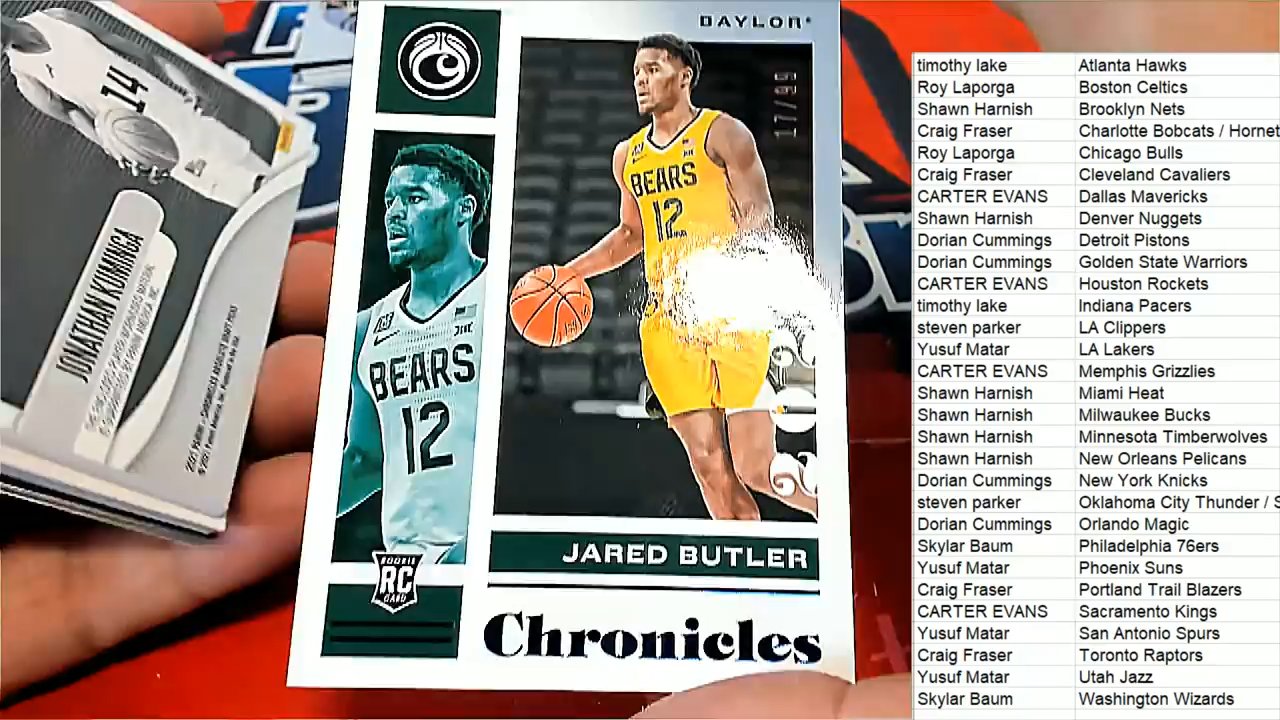 14
JONATHAN KUMINGA
BAYLOR
17/99
BEARS
12
BEARS
12
JARED BUTLER
ROOKIE
RC
CARD
Chronicles
timothy lake Atlanta Hawks
Roy Laporga Boston Celtics
Shawn Harnish Brooklyn Nets
Craig Fraser Charlotte Bobcats / Hornet
Roy Laporga Chicago Bulls
Craig Fraser Cleveland Cavaliers
CARTER EVANS Dallas Mavericks
Shawn Harnish Denver Nuggets
Dorian Cummings Detroit Pistons
Dorian Cummings Golden State Warriors
CARTER EVANS Houston Rockets
timothy lake Indiana Pacers
steven parker LA Clippers
Yusuf Matar LA Lakers
CARTER EVANS Memphis Grizzlies
Shawn Harnish Miami Heat
Shawn Harnish Milwaukee Bucks
Shawn Harnish Minnesota Timberwolves
Shawn Harnish New Orleans Pelicans
Dorian Cummings New York Knicks
steven parker Oklahoma City Thunder / S
Dorian Cummings Orlando Magic
Skylar Baum Philadelphia 76ers
Yusuf Matar Phoenix Suns
Craig Fraser Portland Trail Blazers
CARTER EVANS Sacramento Kings
Yusuf Matar San Antonio Spurs
Craig Fraser Toronto Raptors
Yusuf Matar Utah Jazz
Skylar Baum Washington Wizards